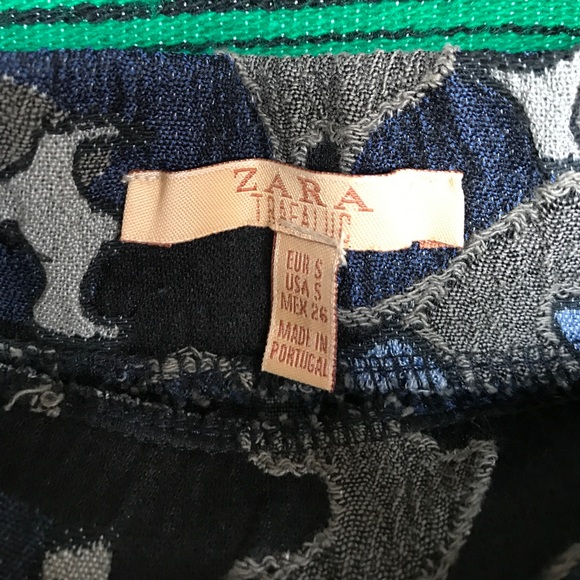 ZARA
TRAFALUC
EUR S
USA S
MEX 26
MADE IN
PORTUGAL